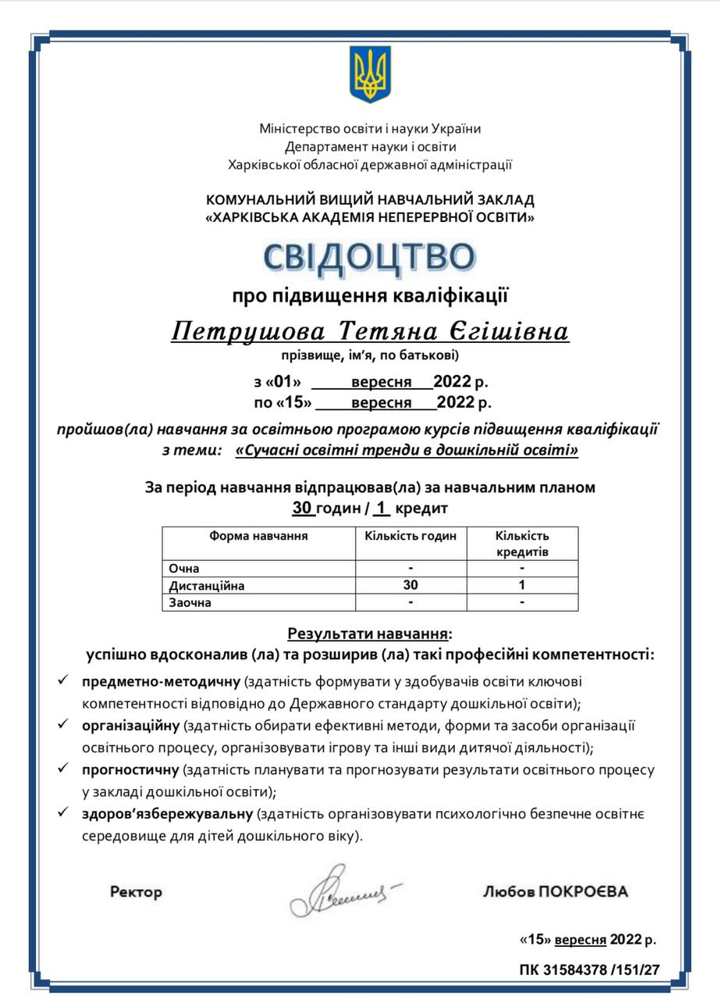 Міністерство освіти і науки України
Департамент науки і освіти
Харківської обласної державної адміністрації
КОМУНАЛЬНИЙ ВИЩИЙ НАВЧАЛЬНИЙ ЗАКЛАД
«ХАРКІВСЬКА АКАДЕМІЯ НЕПЕРЕРВНОЇ ОСВІТИ»
СВІДОЦТВО
про підвищення кваліфікації
Петрушова Тетяна Єгішівна
прізвище, ім’я, по батькові)
з «01» вересня 2022 р.
по «15» вересня 2022 р.
пройшов(ла) навчання за освітньою програмою курсів підвищення кваліфікації
з теми: «Сучасні освітні тренди в дошкільній освіті»
За період навчання відпрацював(ла) за навчальним планом
30 годин / 1 кредит
Форма навчання Кількість годин Кількість
кредитів
Очна - -
Дистанційна 30 1
Заочна - -
Результати навчання:
успішно вдосконалив (ла) та розширив (ла) такі професійні компетентності:
✓ предметно-методичну (здатність формувати у здобувачів освіти ключові
компетентності відповідно до Державного стандарту дошкільної освіти);
✓ організаційну (здатність обирати ефективні методи, форми та засоби організації
освітнього процесу, організовувати ігрову та інші види дитячої діяльності);
✓ прогностичну (здатність планувати та прогнозувати результати освітнього процесу
у закладі дошкільної освіти);
✓ здоров’язбережувальну (здатність організовувати психологічно безпечне освітнє
середовище для дітей дошкільного віку).
Ректор Любов ПОКРОЄВА
«15» вересня 2022 р.
ПК 31584378 /151/27